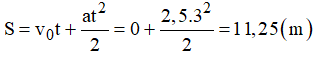 S = v₀t + at²/2 = 0 + 2,5.3²/2 = 11,25(m)